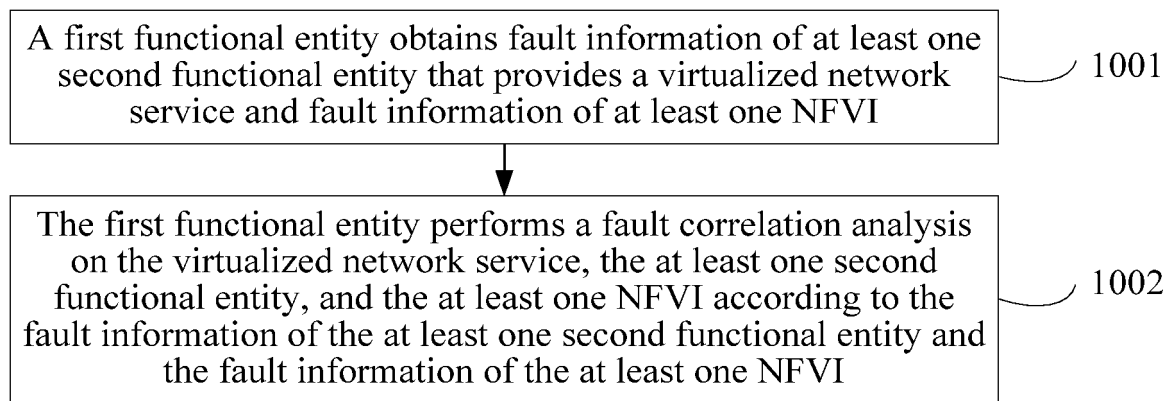 A first functional entity obtains fault information of at least one
second functional entity that provides a virtualized network
service and fault information of at least one NFVI
1001
The first functional entity performs a fault correlation analysis
on the virtualized network service, the at least one second
functional entity, and the at least one NFVI according to the
fault information of the at least one second functional entity and
the fault information of the at least one NFVI
1002